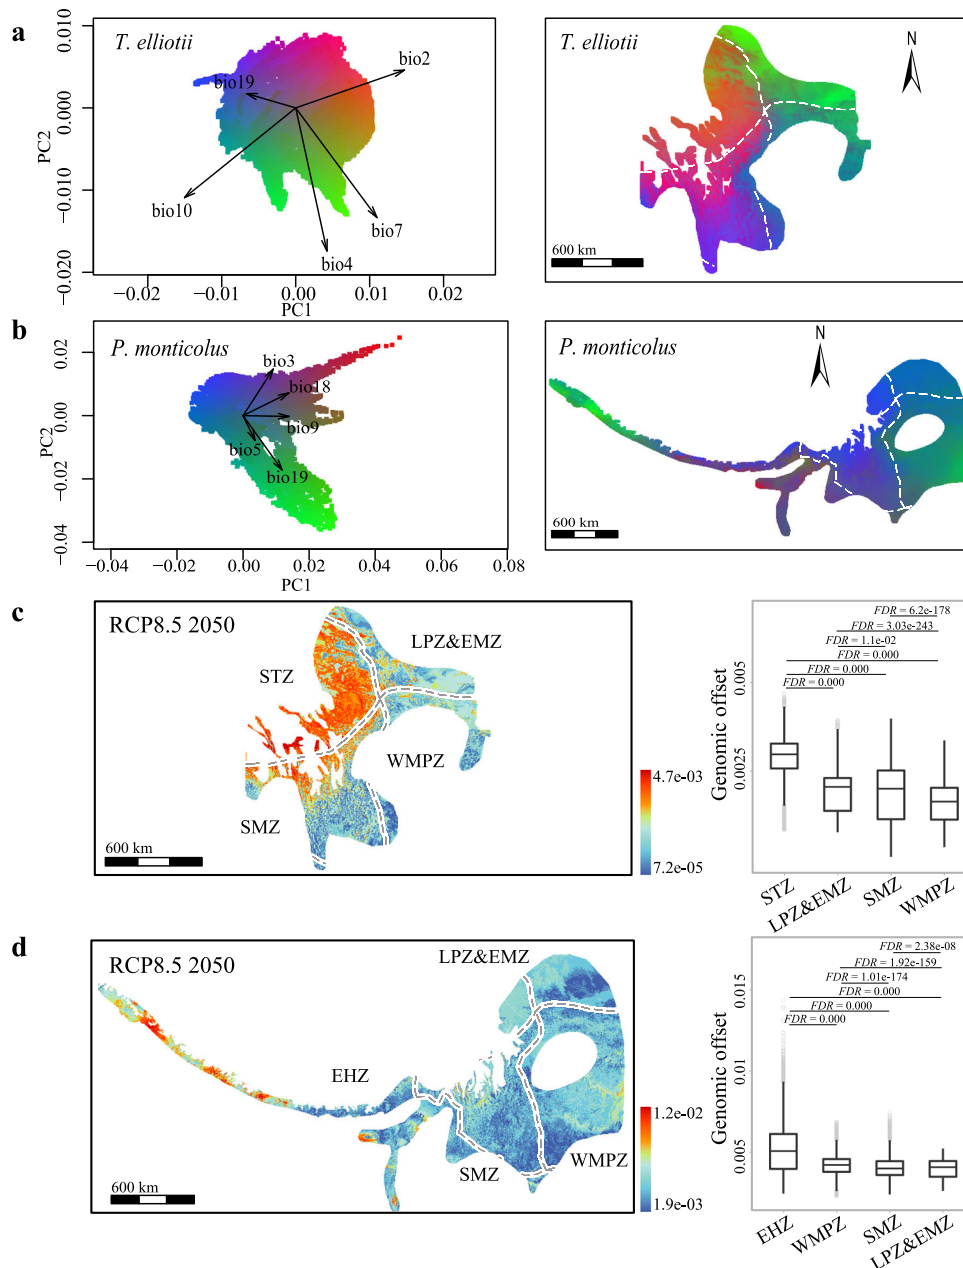 a
T. elliotii
bio2
bio19
bio10
bio7
bio4
PC2
0.010
0.000
−0.010
−0.020
−0.02
−0.01
0.00
0.01
0.02
PC1
T. elliotii
N
600 km
b
P. monticolus
bio3
bio18
bio9
bio5
bio19
PC2
0.02
0.00
−0.02
−0.04
−0.04
−0.02
0.00
0.02
0.04
0.06
0.08
PC1
P. monticolus
N
600 km
c
RCP8.5 2050
LPZ&EMZ
STZ
WMPZ
SMZ
600 km
4.7e-03
7.2e-05
Genomic offset
0.005
0.0025
FDR = 6.2e-178
FDR = 3.03e-243
FDR = 1.1e-02
FDR = 0.000
FDR = 0.000
FDR = 0.000
STZ
LPZ&EMZ
SMZ
WMPZ
d
RCP8.5 2050
LPZ&EMZ
EHZ
SMZ
WMPZ
600 km
1.2e-02
1.9e-03
Genomic offset
0.015
0.01
0.005
FDR = 2.38e-08
FDR = 1.92e-159
FDR = 1.01e-174
FDR = 0.000
FDR = 0.000
FDR = 0.000
EHZ
WMPZ
SMZ
LPZ&EMZ